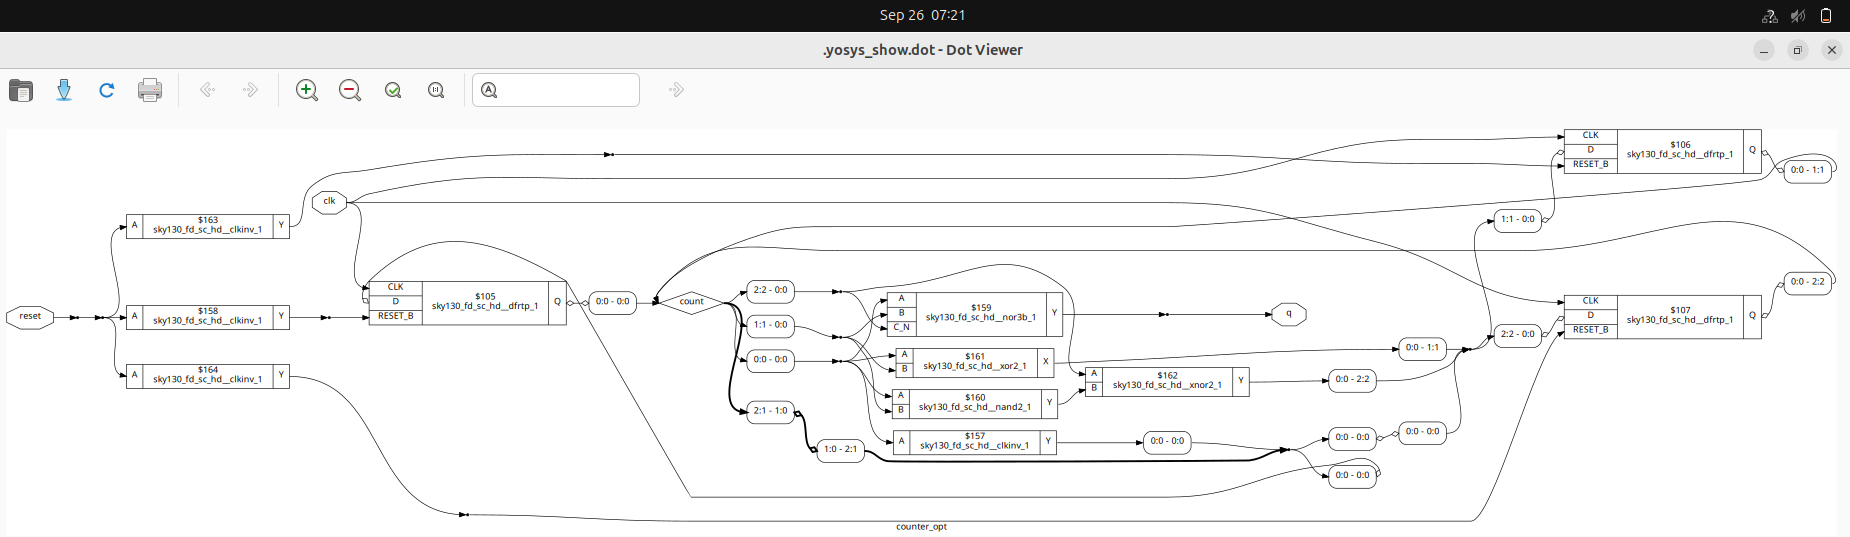 Sep 26 07:21
.yosys_show.dot - Dot Viewer
CLK
D
RESET_B
$106
sky130_fd_sc_hd__dfrtp_1
Q
0:0 - 1:1
clk
A
$163
sky130_fd_sc_hd__clkinv_1
Y
1:1 - 0:0
reset
A
$158
sky130_fd_sc_hd__clkinv_1
Y
CLK
D
RESET_B
$105
sky130_fd_sc_hd__dfrtp_1
Q
0:0 - 0:0
count
2:2 - 0:0
1:1 - 0:0
0:0 - 0:0
2:1 - 1:0
1:0 - 2:1
A
B
C_N
$159
sky130_fd_sc_hd__nor3b_1
Y
q
A
B
$161
sky130_fd_sc_hd__xor2_1
X
A
B
$160
sky130_fd_sc_hd__nand2_1
Y
A
$157
sky130_fd_sc_hd__clkinv_1
Y
A
B
$162
sky130_fd_sc_hd__xnor2_1
Y
0:0 - 0:0
0:0 - 1:1
0:0 - 2:2
0:0 - 0:0
0:0 - 0:0
0:0 - 0:0
2:2 - 0:0
CLK
D
RESET_B
$107
sky130_fd_sc_hd__dfrtp_1
Q
0:0 - 2:2
A
$164
sky130_fd_sc_hd__clkinv_1
Y
counter_opt